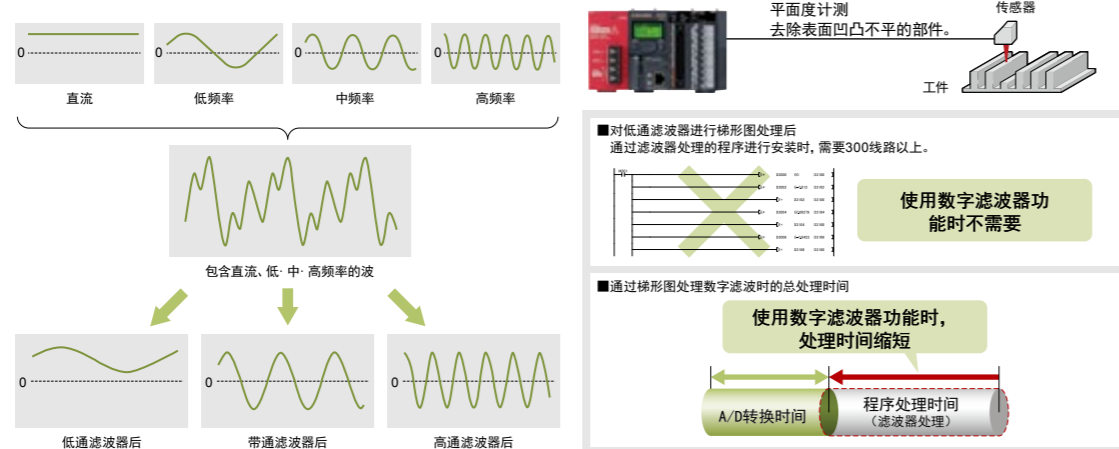 0
0
0
0
直流
低频率
中频率
高频率
包含直流、低·中·高频率的波
0
0
0
低通滤波器后
带通滤波器后
高通滤波器后
平面度计测
去除表面凹凸不平的部件。
传感器
工件
■对低通滤波器进行梯形图处理后
通过滤波器处理的程序进行安装时, 需要300线路以上。
使用数字滤波器功
能时不需要
■通过梯形图处理数字滤波时的总处理时间
使用数字滤波器功能时，
处理时间缩短
A/D转换时间
程序处理时间
（滤波器处理）